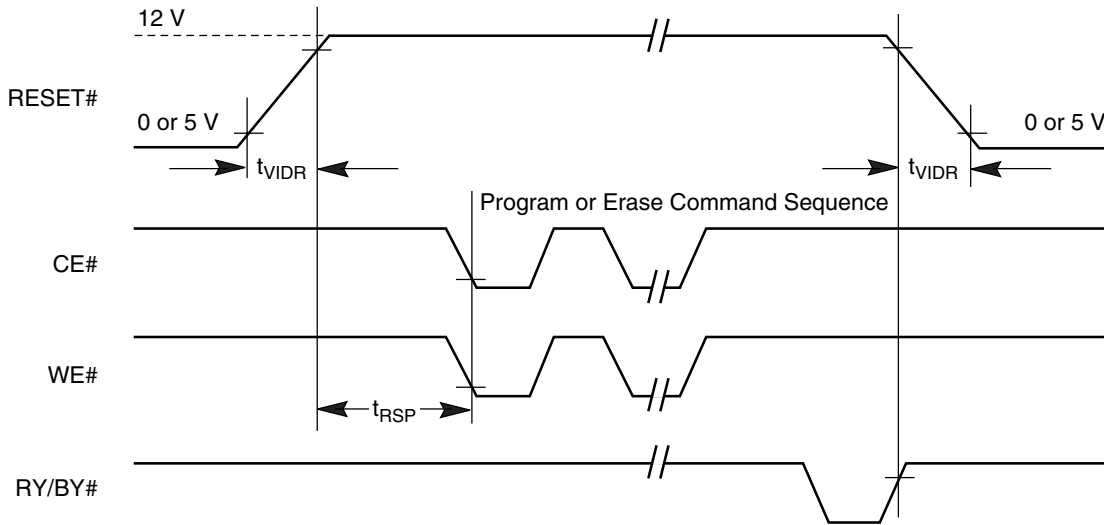 12 V
RESET#
0 or 5 V
0 or 5 V
tVIDR
tVIDR
Program or Erase Command Sequence
CE#
WE#
tRSP
RY/BY#